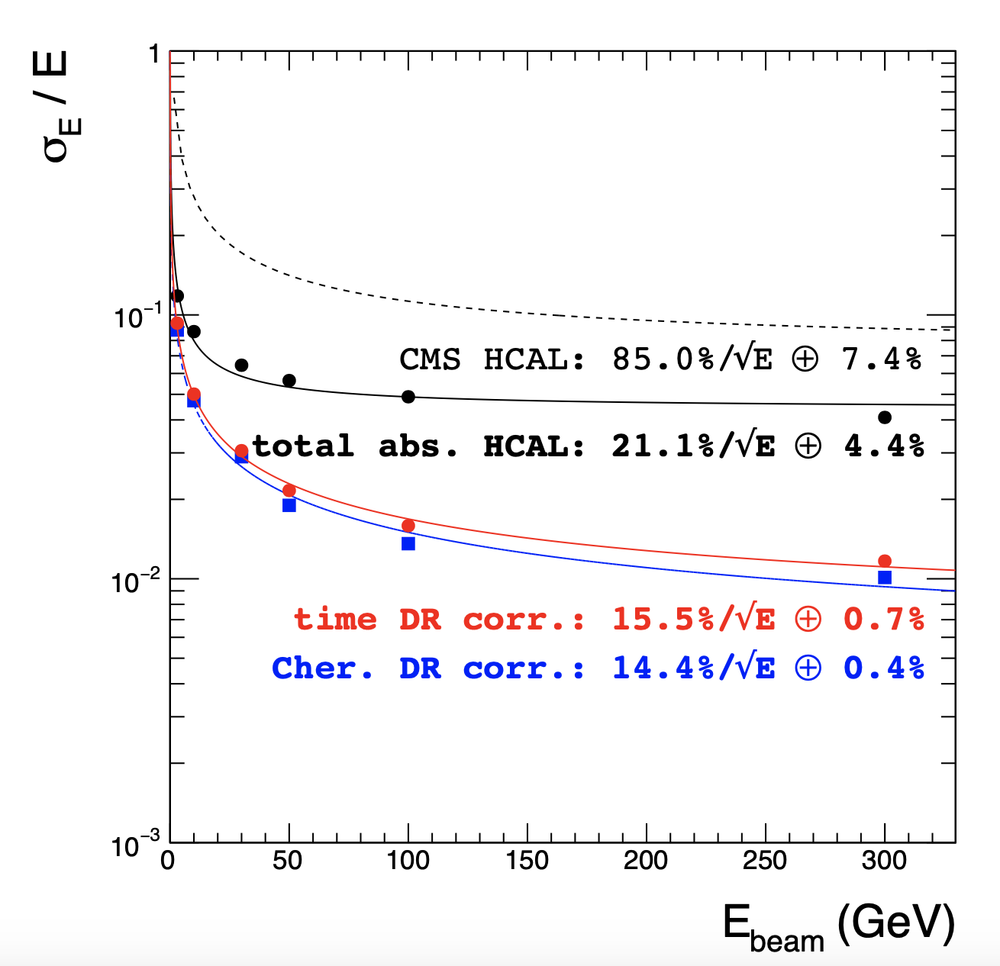 σE / E
1
10−1
CMS HCAL: 85.0%/√E ⊕ 7.4%
total abs. HCAL: 21.1%/√E ⊕ 4.4%
10−2
time DR corr.: 15.5%/√E ⊕ 0.7%
Cher. DR corr.: 14.4%/√E ⊕ 0.4%
10−3
0 50 100 150 200 250 300
Ebeam (GeV)